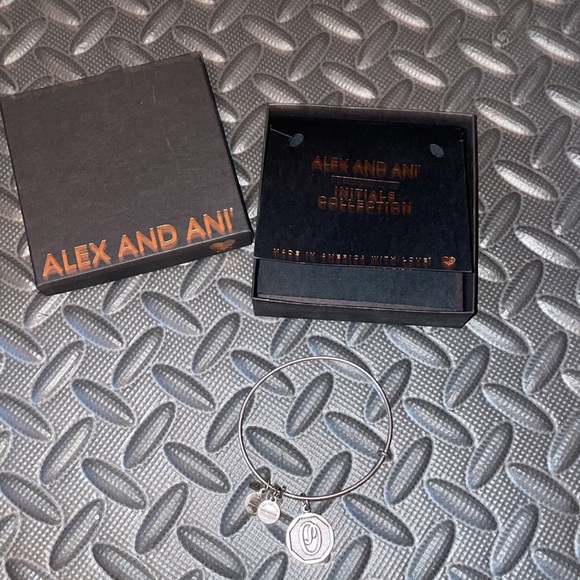 ALEX AND ANI
ALEX AND ANI
INITIALS
COLLECTION
MADE IN AMERICA WITH LOVE
O